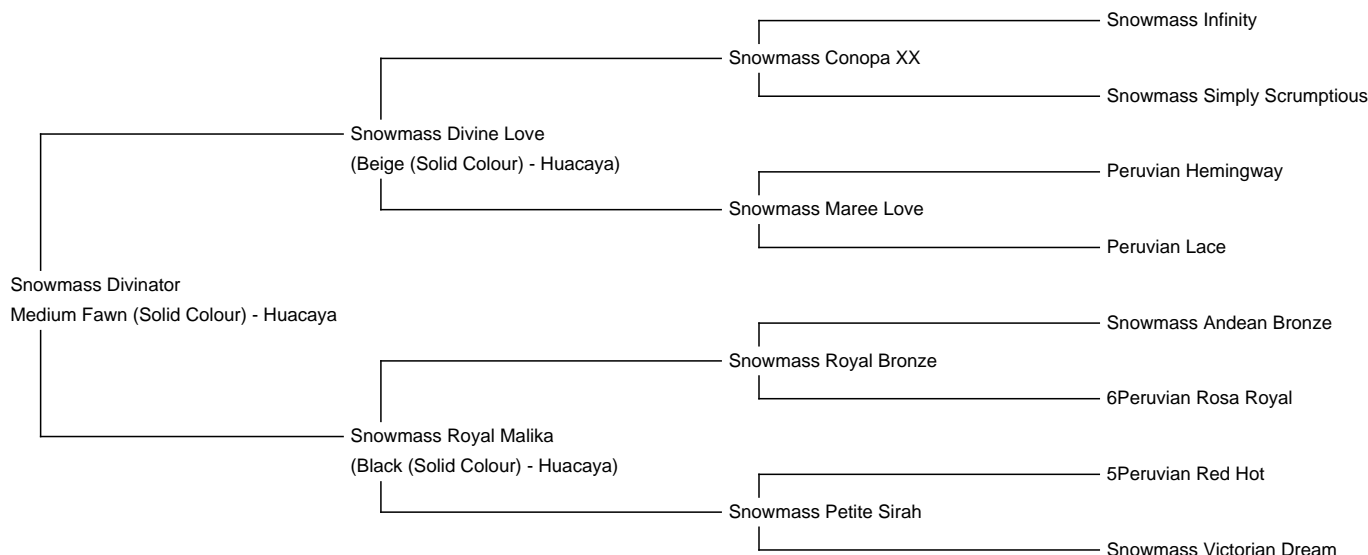 Snowmass Infinity
Snowmass Conopa XX
Snowmass Simply Scrumptious
Snowmass Divine Love
(Beige (Solid Colour) - Huacaya)
Peruvian Hemingway
Snowmass Maree Love
Peruvian Lace
Snowmass Divinator
Medium Fawn (Solid Colour) - Huacaya
Snowmass Andean Bronze
Snowmass Royal Bronze
6Peruvian Rosa Royal
Snowmass Royal Malika
(Black (Solid Colour) - Huacaya)
5Peruvian Red Hot
Snowmass Petite Sirah
Snowmass Victorian Dream